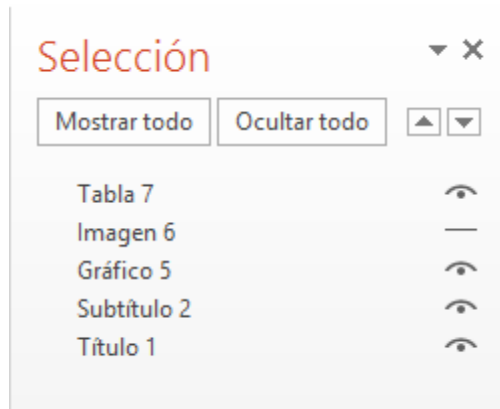 Selección
Mostrar todo Ocultar todo
Tabla 7
Imagen 6
Gráfico 5
Subtítulo 2
Título 1